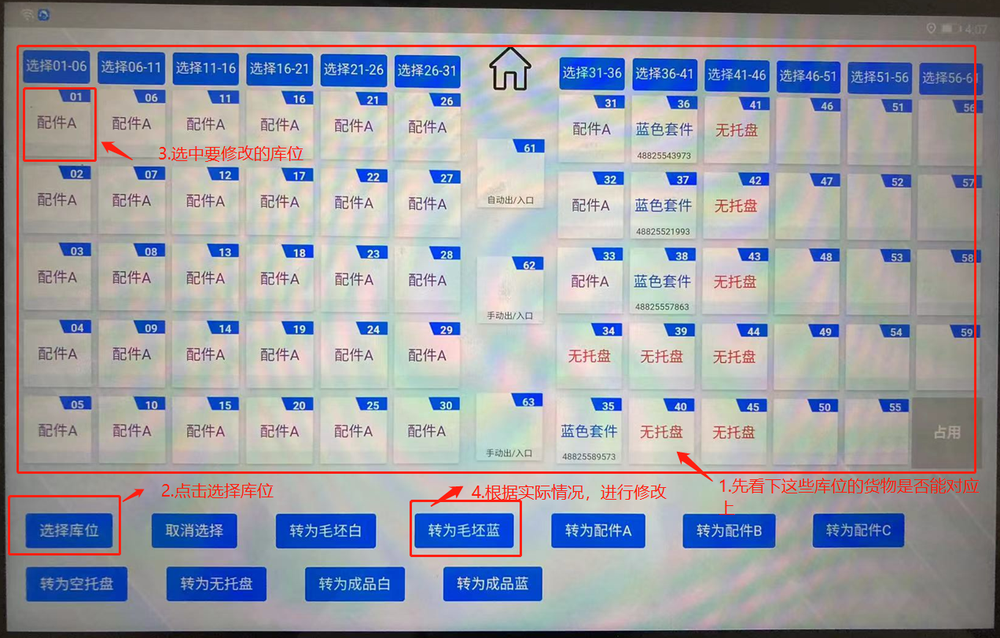 4:07
选择01-06 选择06-11 选择11-16 选择16-21 选择21-26 选择26-31 选择31-36 选择36-41 选择41-46 选择46-51 选择51-56 选择56-61
01 06 11 16 21 26 31 36 41 46 51 56
配件A 配件A 配件A 配件A 配件A 配件A 配件A 蓝色套件 无托盘
48825543973
3.选中要修改的库位
61
自动出/入口
02 07 12 17 22 27 32 37 42 47 52 57
配件A 配件A 配件A 配件A 配件A 配件A 配件A 蓝色套件 无托盘
48825521993
03 08 13 18 23 28 33 38 43 48 53 58
配件A 配件A 配件A 配件A 配件A 配件A 配件A 蓝色套件 无托盘
48825557863
62
手动出/入口
04 09 14 19 24 29 34 39 44 49 54 59
配件A 配件A 配件A 配件A 配件A 配件A 无托盘 无托盘 无托盘
05 10 15 20 25 30 63 35 40 45 50 55
配件A 配件A 配件A 配件A 配件A 配件A 蓝色套件 无托盘 无托盘 占用
手动出/入口 48825589573
2.点击选择库位
4.根据实际情况，进行修改
1.先看下这些库位的货物是否能对应
上
选择库位 取消选择 转为毛坯白 转为毛坯蓝 转为配件A 转为配件B 转为配件C
转为空托盘 转为无托盘 转为成品白 转为成品蓝